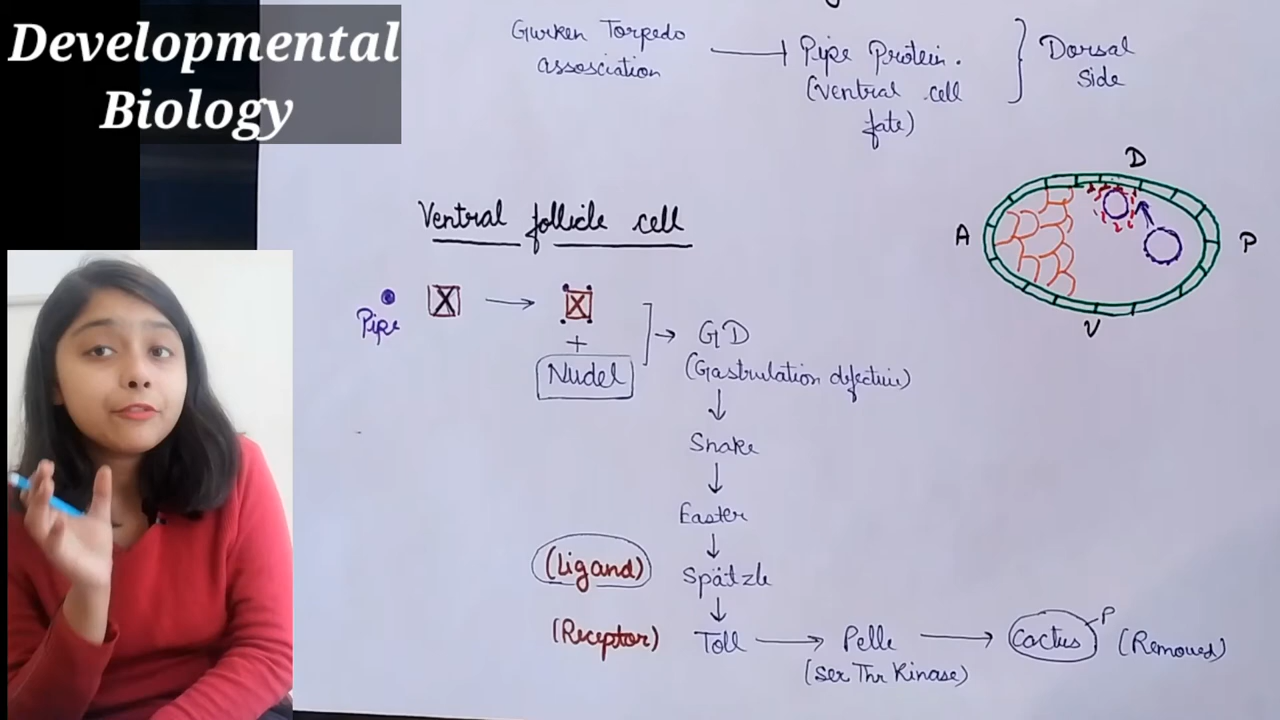 Developmental
Biology
Gurken Torpedo
assosciation
Pipe Protein.
(Ventral cell
fate)
Dorsal
Side
D
A
P
V
Ventral follicle cell
Pipe
X
X
+
Nudel
GD
(Gastrulation defective)
Snake
Easter
(Ligand)
Spätzle
(Receptor)
Toll
Pelle
(Ser Thr Kinase)
Cactus
P
(Removed)